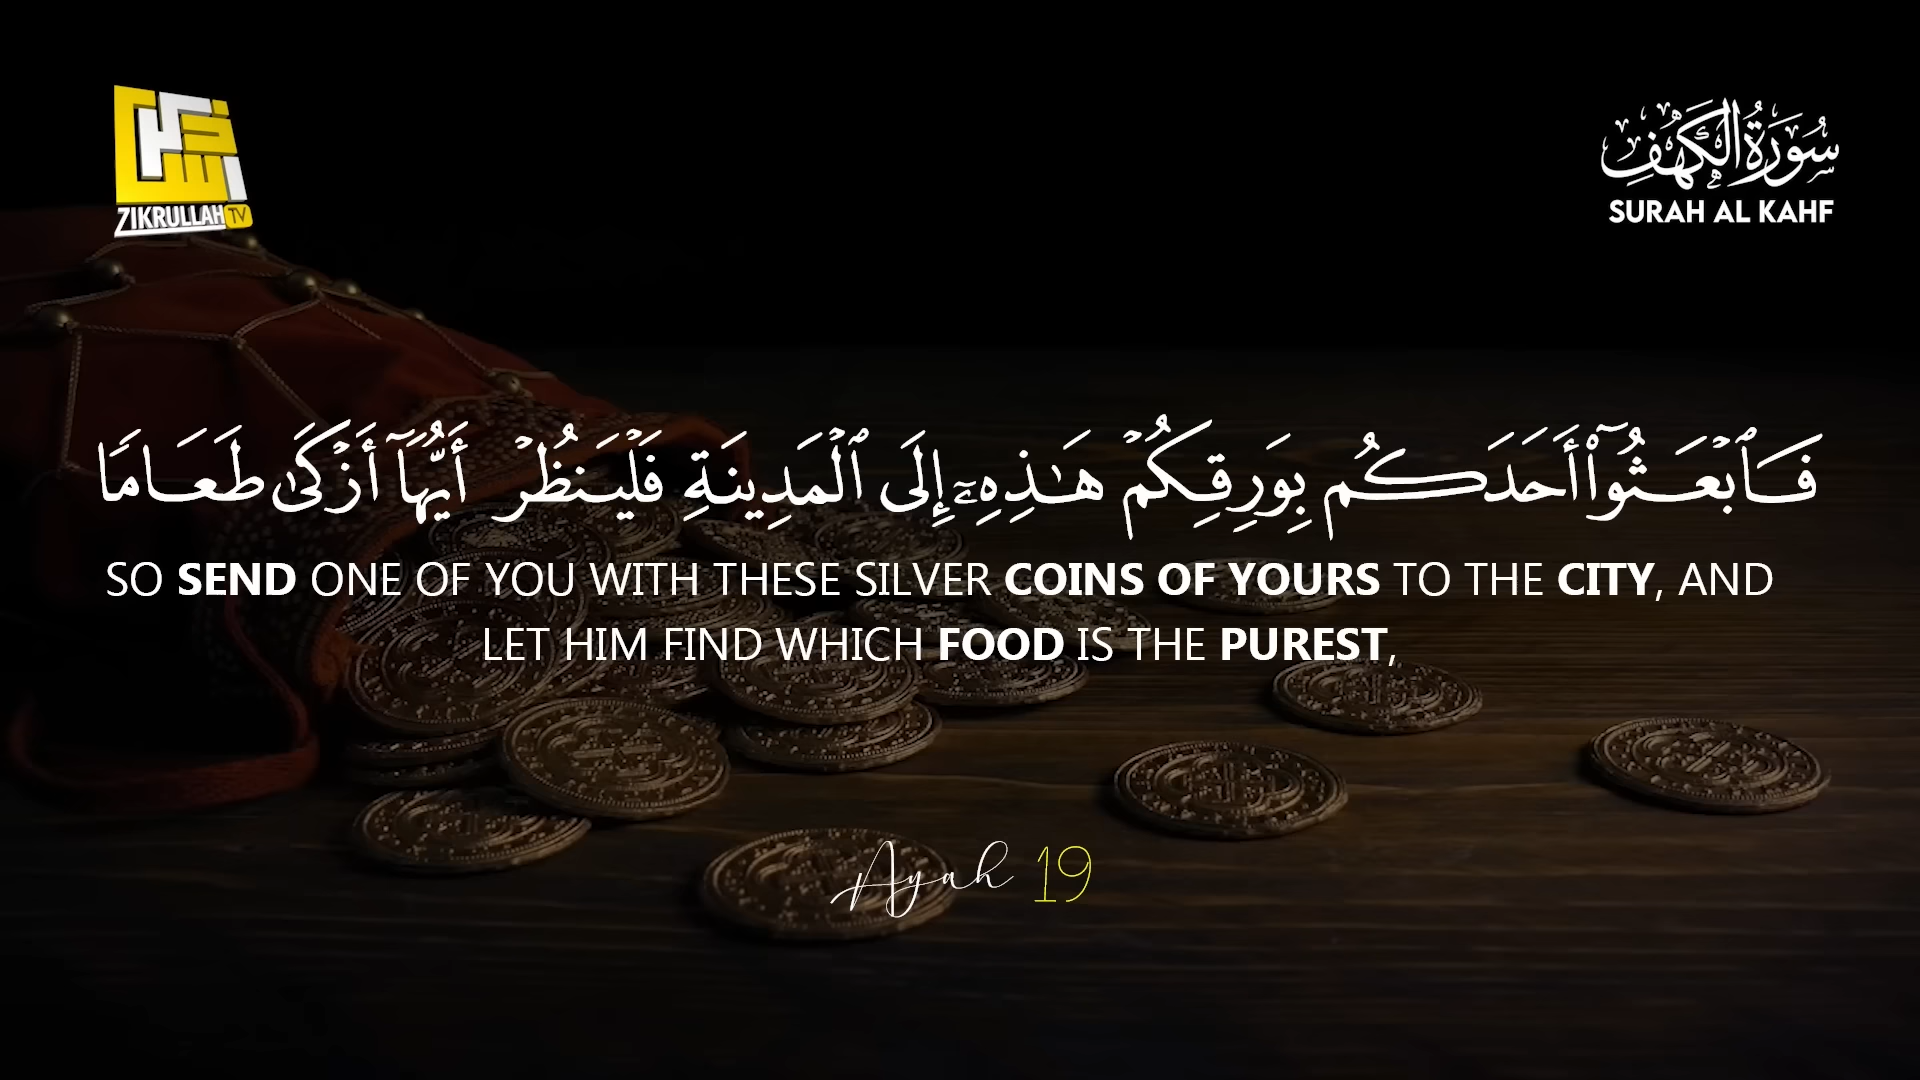 ZIKRULLAH TV
سُورَةُ الكَهْفِ
SURAH AL KAHF
فَٱبْعَثُوٓا۟ أَحَدَكُم بِوَرِقِكُمْ هَـٰذِهِۦٓ إِلَى ٱلْمَدِينَةِ فَلْيَنظُرْ أَيُّهَآ أَزْكَىٰ طَعَامًا
SO SEND ONE OF YOU WITH THESE SILVER COINS OF YOURS TO THE CITY, AND
LET HIM FIND WHICH FOOD IS THE PUREST,
Ayah 19